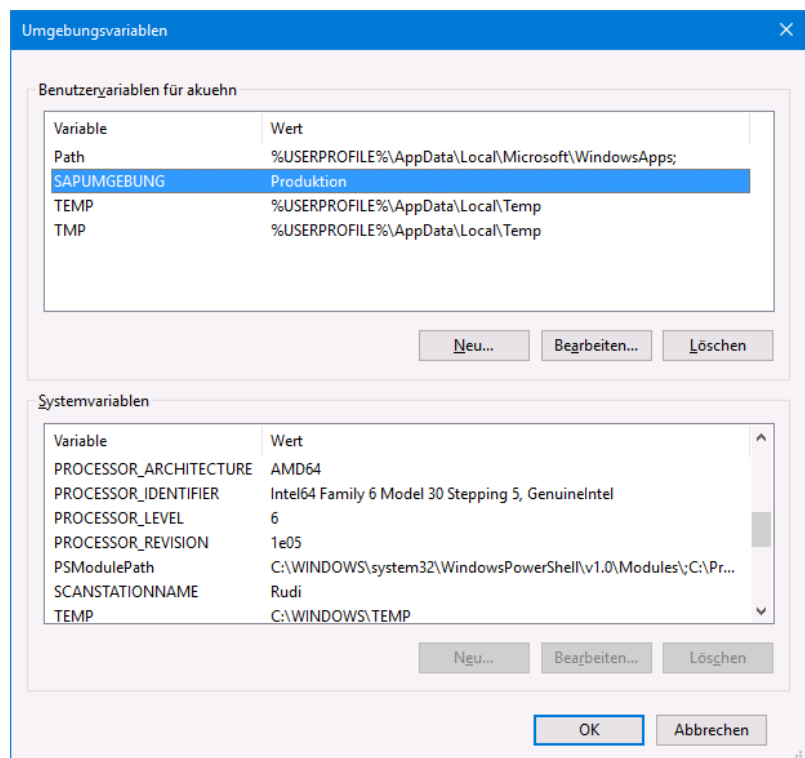 Umgebungsvariablen
Benutzervariablen für akuehn
Variable Wert
Path %USERPROFILE%\AppData\Local\Microsoft\WindowsApps;
SAPUMGEBUNG Produktion
TEMP %USERPROFILE%\AppData\Local\Temp
TMP %USERPROFILE%\AppData\Local\Temp
Neu... Bearbeiten... Löschen
Systemvariablen
Variable Wert
PROCESSOR_ARCHITECTURE AMD64
PROCESSOR_IDENTIFIER Intel64 Family 6 Model 30 Stepping 5, GenuineIntel
PROCESSOR_LEVEL 6
PROCESSOR_REVISION 1e05
PSModulePath C:\WINDOWS\system32\WindowsPowerShell\v1.0\Modules\;C:\Pr...
SCANSTATIONNAME Rudi
TEMP C:\WINDOWS\TEMP
Neu... Bearbeiten... Löschen
OK Abbrechen